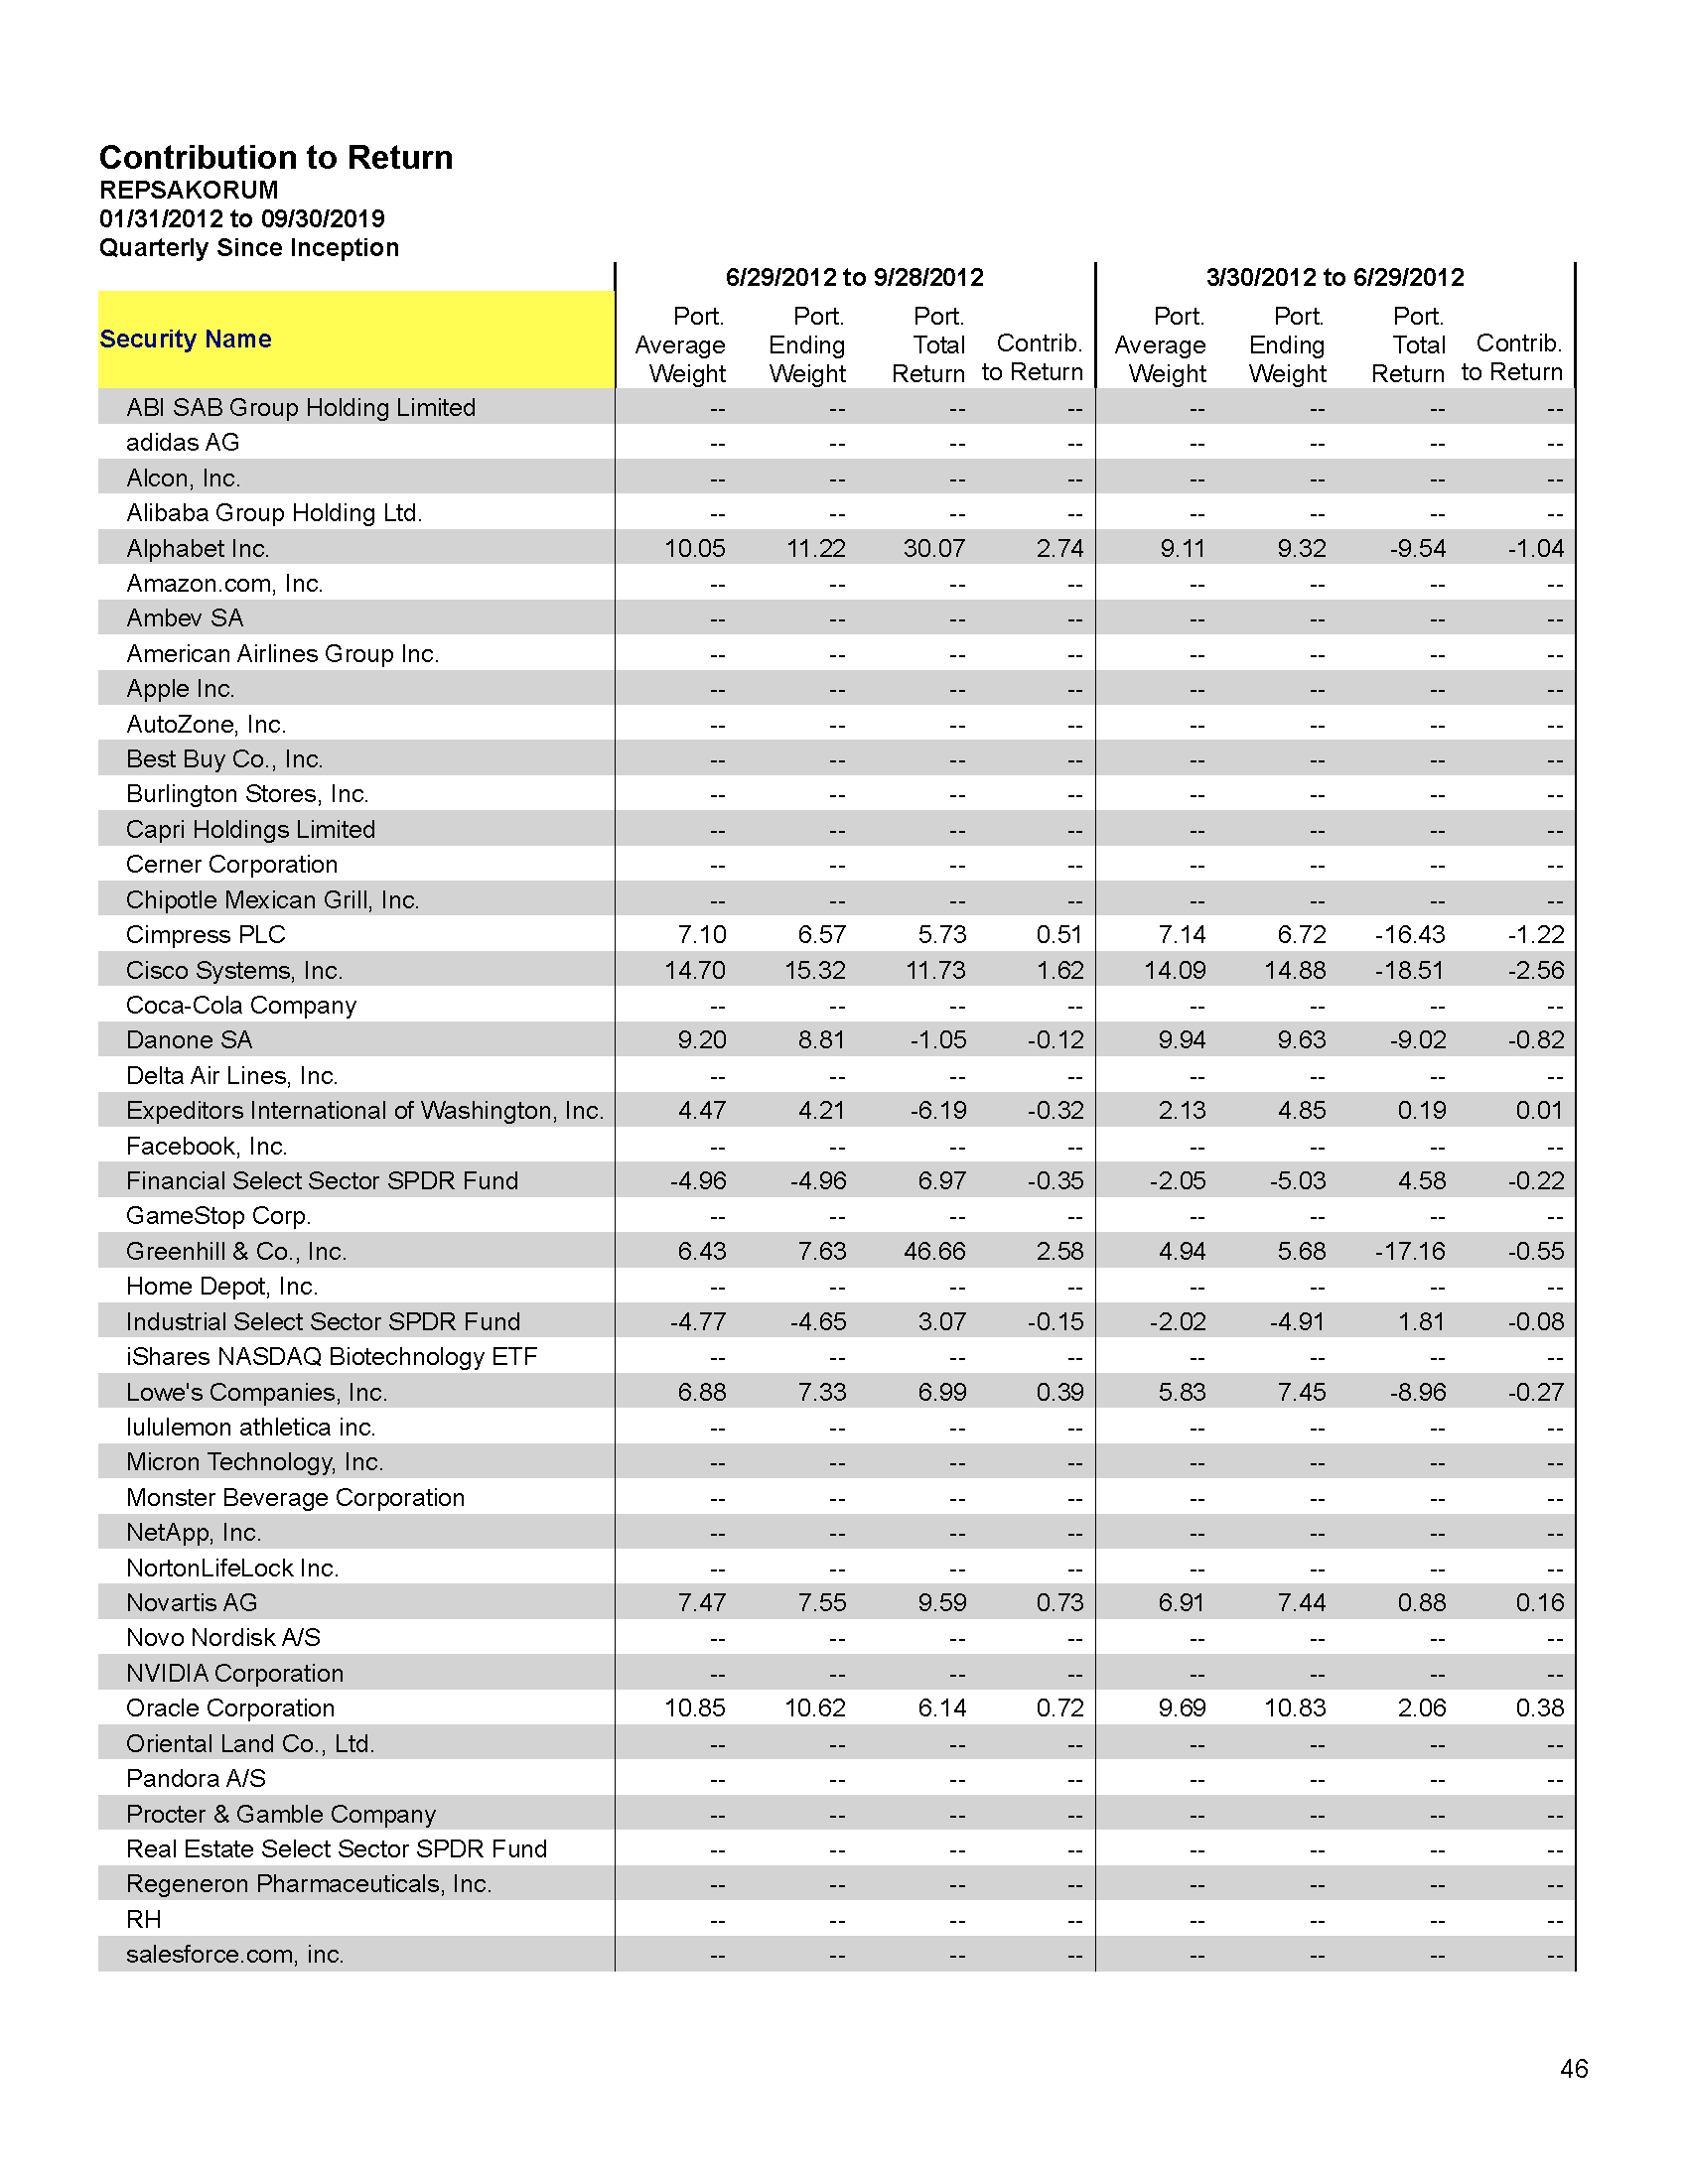 Contribution to Return
REPSAKORUM
01/31/2012 to 09/30/2019
Quarterly Since Inception
6/29/2012 to 9/28/2012 3/30/2012 to 6/29/2012
Security Name Port. Average Weight Port. Ending Weight Port. Total Return Contrib. to Return Port. Average Weight Port. Ending Weight Port. Total Return Contrib. to Return
ABI SAB Group Holding Limited -- -- -- -- -- -- -- --
adidas AG -- -- -- -- -- -- -- --
Alcon, Inc. -- -- -- -- -- -- -- --
Alibaba Group Holding Ltd. -- -- -- -- -- -- -- --
Alphabet Inc. 10.05 11.22 30.07 2.74 9.11 9.32 -9.54 -1.04
Amazon.com, Inc. -- -- -- -- -- -- -- --
Ambev SA -- -- -- -- -- -- -- --
American Airlines Group Inc. -- -- -- -- -- -- -- --
Apple Inc. -- -- -- -- -- -- -- --
AutoZone, Inc. -- -- -- -- -- -- -- --
Best Buy Co., Inc. -- -- -- -- -- -- -- --
Burlington Stores, Inc. -- -- -- -- -- -- -- --
Capri Holdings Limited -- -- -- -- -- -- -- --
Cerner Corporation -- -- -- -- -- -- -- --
Chipotle Mexican Grill, Inc. -- -- -- -- -- -- -- --
Cimpress PLC 7.10 6.57 5.73 0.51 7.14 6.72 -16.43 -1.22
Cisco Systems, Inc. 14.70 15.32 11.73 1.62 14.09 14.88 -18.51 -2.56
Coca-Cola Company -- -- -- -- -- -- -- --
Danone SA 9.20 8.81 -1.05 -0.12 9.94 9.63 -9.02 -0.82
Delta Air Lines, Inc. -- -- -- -- -- -- -- --
Expeditors International of Washington, Inc. 4.47 4.21 -6.19 -0.32 2.13 4.85 0.19 0.01
Facebook, Inc. -- -- -- -- -- -- -- --
Financial Select Sector SPDR Fund -4.96 -4.96 6.97 -0.35 -2.05 -5.03 4.58 -0.22
GameStop Corp. -- -- -- -- -- -- -- --
Greenhill & Co., Inc. 6.43 7.63 46.66 2.58 4.94 5.68 -17.16 -0.55
Home Depot, Inc. -- -- -- -- -- -- -- --
Industrial Select Sector SPDR Fund -4.77 -4.65 3.07 -0.15 -2.02 -4.91 1.81 -0.08
iShares NASDAQ Biotechnology ETF -- -- -- -- -- -- -- --
Lowe's Companies, Inc. 6.88 7.33 6.99 0.39 5.83 7.45 -8.96 -0.27
lululemon athletica inc. -- -- -- -- -- -- -- --
Micron Technology, Inc. -- -- -- -- -- -- -- --
Monster Beverage Corporation -- -- -- -- -- -- -- --
NetApp, Inc. -- -- -- -- -- -- -- --
NortonLifeLock Inc. -- -- -- -- -- -- -- --
Novartis AG 7.47 7.55 9.59 0.73 6.91 7.44 0.88 0.16
Novo Nordisk A/S -- -- -- -- -- -- -- --
NVIDIA Corporation -- -- -- -- -- -- -- --
Oracle Corporation 10.85 10.62 6.14 0.72 9.69 10.83 2.06 0.38
Oriental Land Co., Ltd. -- -- -- -- -- -- -- --
Pandora A/S -- -- -- -- -- -- -- --
Procter & Gamble Company -- -- -- -- -- -- -- --
Real Estate Select Sector SPDR Fund -- -- -- -- -- -- -- --
Regeneron Pharmaceuticals, Inc. -- -- -- -- -- -- -- --
RH -- -- -- -- -- -- -- --
salesforce.com, inc. -- -- -- -- -- -- -- --
46